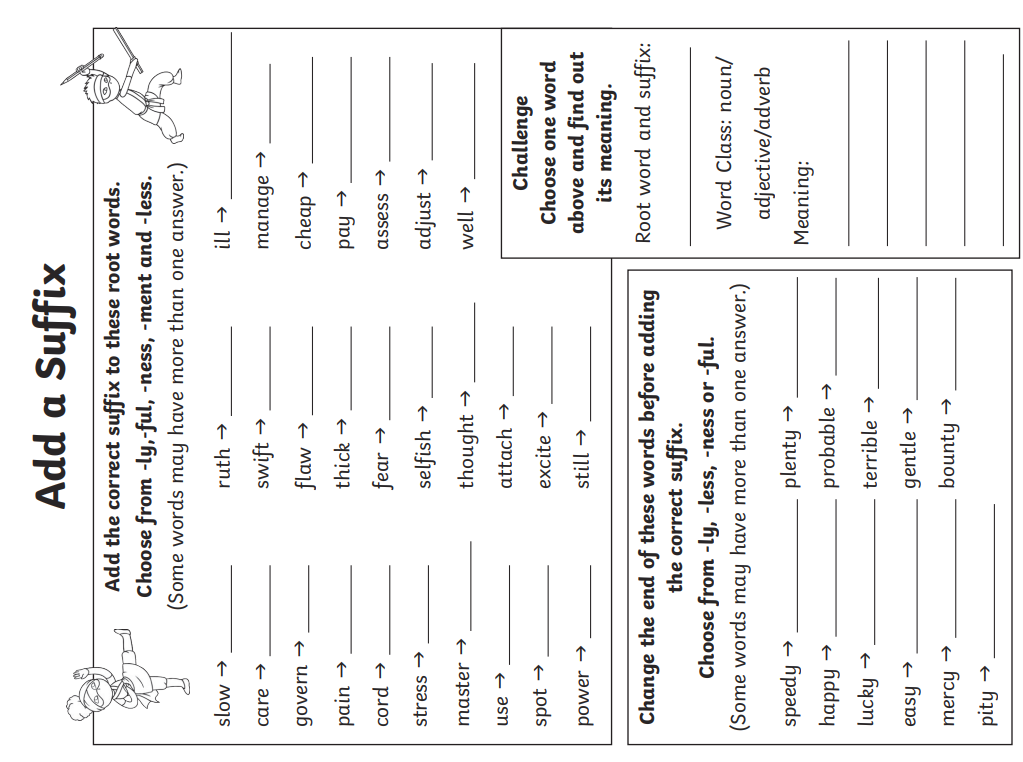 Add a Suffix
Add the correct suffix to these root words.
Choose from -ly,-ful, -ness, -ment and -less.
(Some words may have more than one answer.)
slow →
care →
govern →
pain →
cord →
stress →
master →
use →
spot →
power →
ruth →
swift →
flaw →
thick →
fear →
selfish →
thought →
attach →
excite →
still →
ill →
manage →
cheap →
pay →
assess →
adjust →
well →
Change the end of these words before adding
the correct suffix.
Choose from -ly, -less, -ness or -ful.
(Some words may have more than one answer.)
speedy →
happy →
lucky →
easy →
mercy →
pity →
plenty →
probable →
terrible →
gentle →
bounty →
Challenge
Choose one word
above and find out
its meaning.
Root word and suffix:
Word Class: noun/
adjective/adverb
Meaning: